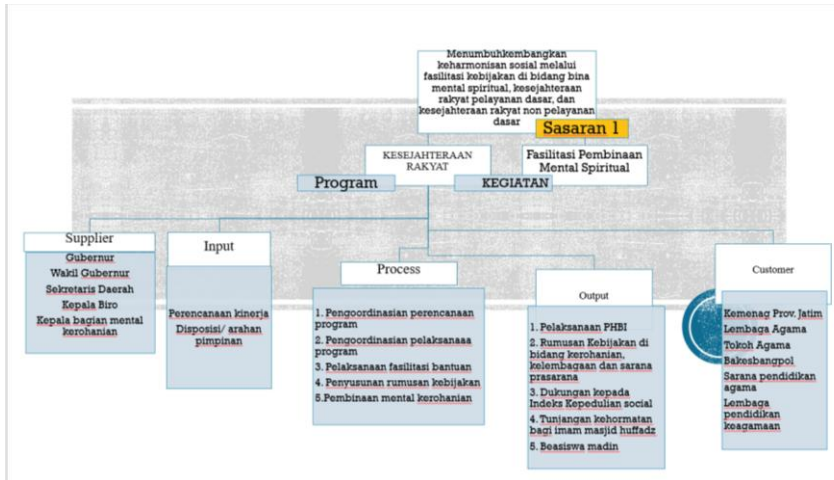 Menumbuhkembangkan
keharmonisan sosial melalui
fasilitasi kebijakan di bidang bina
mental spiritual, kesejahteraan
rakyat pelayanan dasar, dan
kesejahteraan rakyat non pelayanan
dasar
Sasaran 1
KESEJAHTERAAN
RAKYAT
Program
Fasilitasi Pembinaan
Mental Spiritual
KEGIATAN
Supplier
Gubernur
Wakil Gubernur
Sekretaris Daerah
Kepala Biro
Kepala bagian mental
kerohanian
Input
Perencanaan kinerja
Disposisi/ arahan
pimpinan
Process
1. Pengoordinasian perencanaan
program
2. Pengoordinasian pelaksanaaa
program
3. Pelaksanaan fasilitasi bantuan
4. Penyusunan rumusan kebijakan
5.Pembinaan mental kerohanian
Output
1. Pelaksanaan PHBI
2. Rumusan Kebijakan di
bidang kerohanian,
kelembagaan dan sarana
prasarana
3. Dukungan kepada
Indeks Kepedulian social
4. Tunjangan kehormatan
bagi imam masjid huffadz
5. Beasiswa madin
Customer
Kemenag Prov. Jatim
Lembaga Agama
Tokoh Agama
Bakesbangpol
Sarana pendidikan
agama
Lembaga
pendidikan
keagamaan